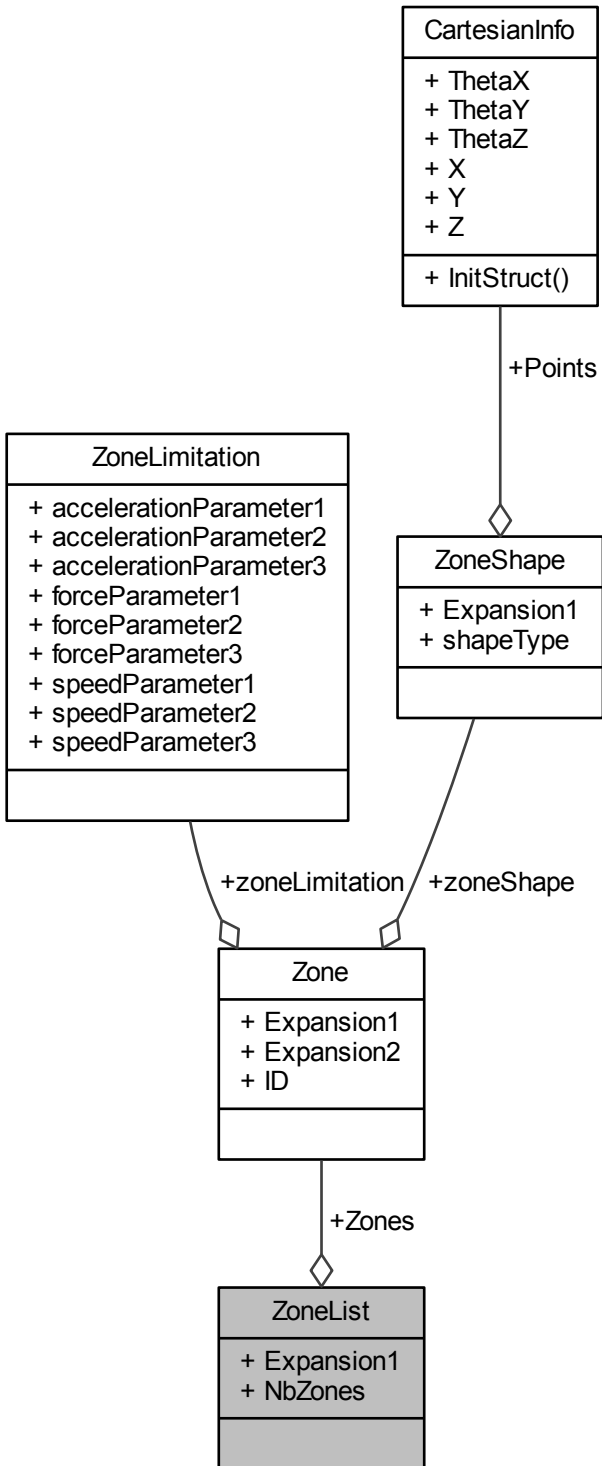 CartesianInfo
+ ThetaX
+ ThetaY
+ ThetaZ
+ X
+ Y
+ Z
+ InitStruct()
+Points
ZoneLimitation
+ accelerationParameter1
+ accelerationParameter2
+ accelerationParameter3
+ forceParameter1
+ forceParameter2
+ forceParameter3
+ speedParameter1
+ speedParameter2
+ speedParameter3
ZoneShape
+ Expansion1
+ shapeType
+zoneLimitation
+zoneShape
Zone
+ Expansion1
+ Expansion2
+ ID
+Zones
ZoneList
+ Expansion1
+ NbZones